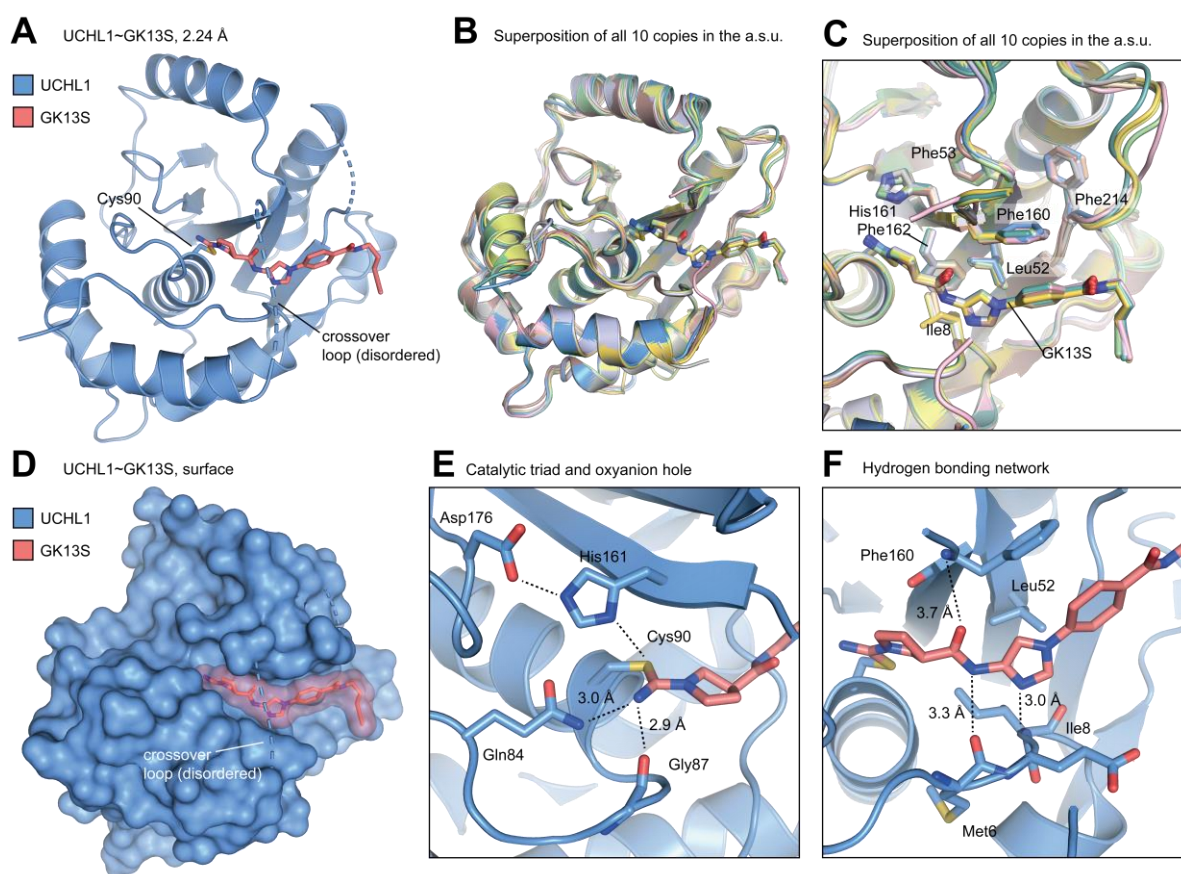 A UCHL1~GK13S, 2.24 Å
UCHL1
GK13S
Cys90
crossover
loop (disordered)
B Superposition of all 10 copies in the a.s.u.
C Superposition of all 10 copies in the a.s.u.
Phe53
His161
Phe162
Phe160
Phe214
Leu52
Ile8
GK13S
D UCHL1~GK13S, surface
UCHL1
GK13S
crossover
loop (disordered)
E Catalytic triad and oxyanion hole
Asp176
His161
Cys90
3.0 Å
2.9 Å
Gln84
Gly87
F Hydrogen bonding network
Phe160
Leu52
3.7 Å
3.3 Å
3.0 Å
Ile8
Met6